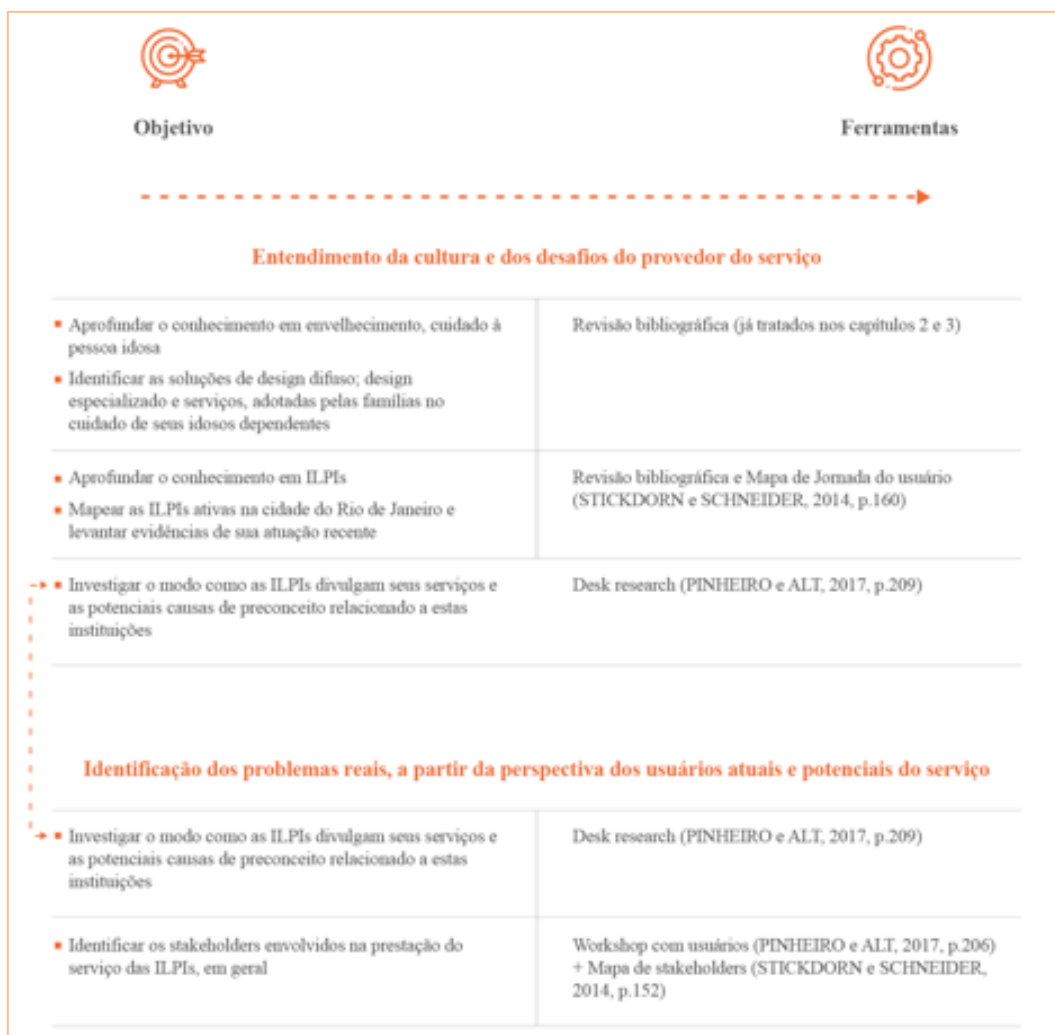 Objetivo
Ferramentas
Entendimento da cultura e dos desafios do provedor do serviço
Aprofundar o conhecimento em envelhecimento, cuidado à
pessoa idosa
Identificar as soluções de design difuso; design
especializado e serviços, adotadas pelas famílias no
cuidado de seus idosos dependentes
Revisão bibliográfica (já tratados nos capítulos 2 e 3)
Aprofundar o conhecimento em ILPIs
Mapear as ILPIs ativas na cidade do Rio de Janeiro e
levantar evidências de sua atuação recente
Revisão bibliográfica e Mapa de Jornada do usuário
(STICKDORN e SCHNEIDER, 2014, p.160)
Investigar o modo como as ILPIs divulgam seus serviços e
as potenciais causas de preconceito relacionado a estas
instituições
Desk research (PINHEIRO e ALT, 2017, p.209)
Identificação dos problemas reais, a partir da perspectiva dos usuários atuais e potenciais do serviço
Investigar o modo como as ILPIs divulgam seus serviços e
as potenciais causas de preconceito relacionado a estas
instituições
Desk research (PINHEIRO e ALT, 2017, p.209)
Identificar os stakeholders envolvidos na prestação do
serviço das ILPIs, em geral
Workshop com usuários (PINHEIRO e ALT, 2017, p.206)
+ Mapa de stakeholders (STICKDORN e SCHNEIDER,
2014, p.152)